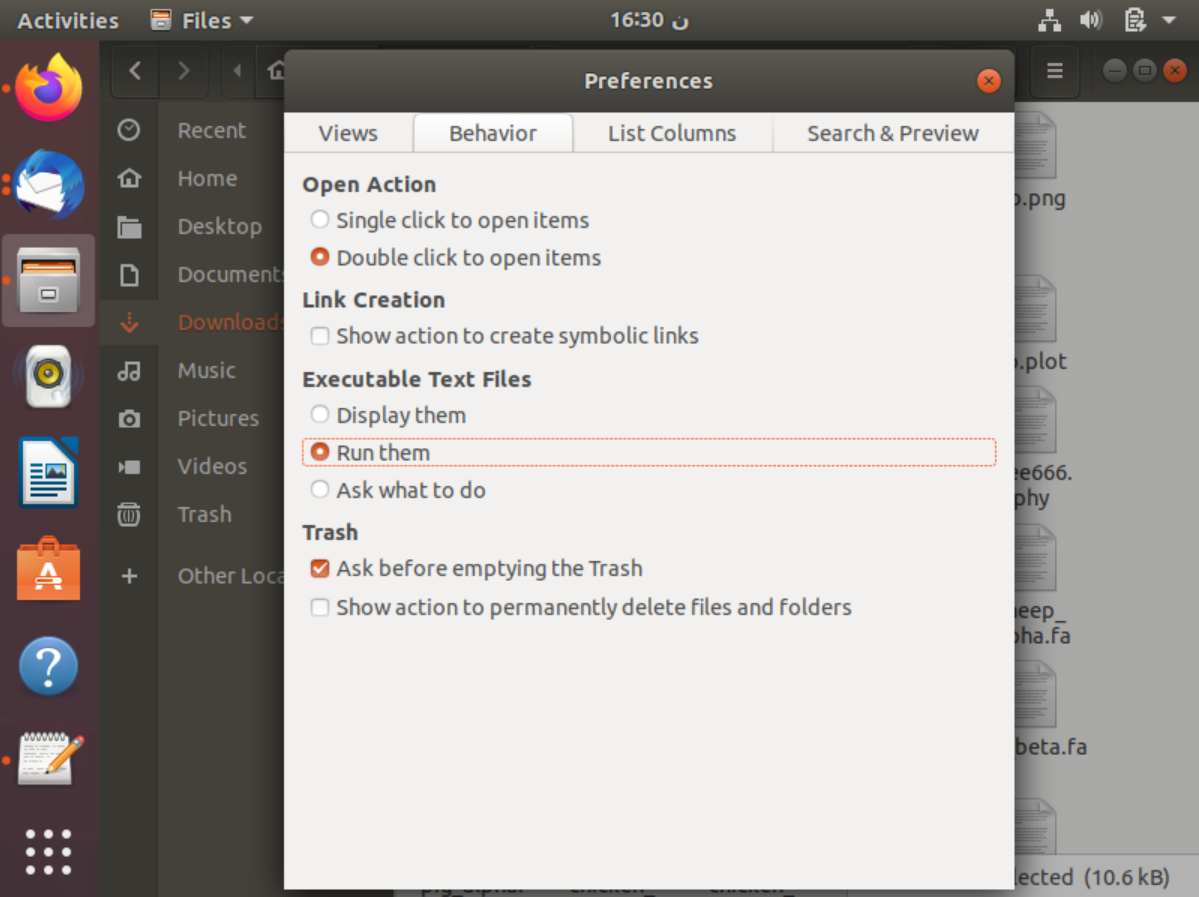 Activities Files 16:30 ن
Preferences
Views Behavior List Columns Search & Preview
Recent
Home
Desktop
Documents
Downloads
Music
Pictures
Videos
Trash
Other Loca
Open Action
Single click to open items
Double click to open items
Link Creation
Show action to create symbolic links
Executable Text Files
Display them
Run them
Ask what to do
Trash
Ask before emptying the Trash
Show action to permanently delete files and folders
.png
.plot
ee666.
phy
eep_
pha.fa
beta.fa
lected (10.6 kB)